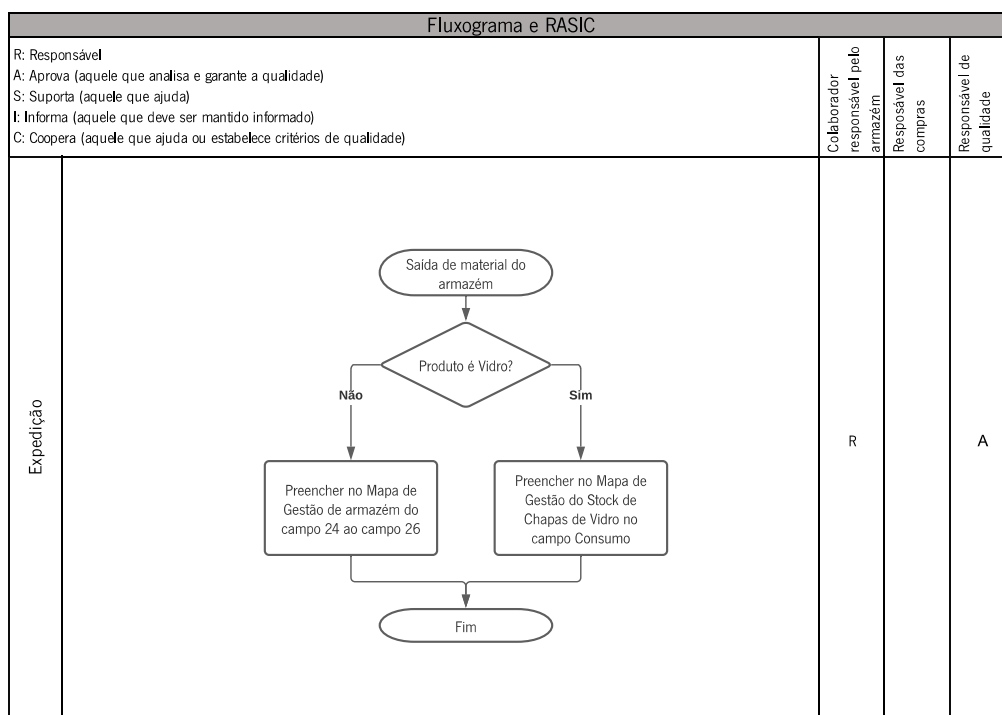 Fluxograma e RASIC
R: Responsável
A: Aprova (aquele que analisa e garante a qualidade)
S: Suporta (aquele que ajuda)
I: Informa (aquele que deve ser mantido informado)
C: Coopera (aquele que ajuda ou estabelece critérios de qualidade)
Colaborador
responsável pelo
armazém
Resposável das
compras
Responsável de
qualidade
Expedição
Saída de material do
armazém
Produto é Vidro?
Não
Sim
Preencher no Mapa de
Gestão de armazém do
campo 24 ao campo 26
Preencher no Mapa de
Gestão do Stock de
Chapas de Vidro no
campo Consumo
Fim
R
A